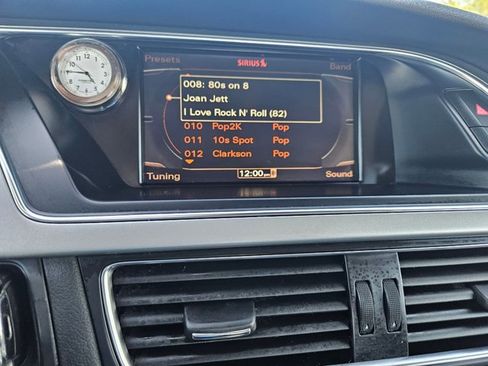 Presets SIRIUS Band
008: 80s on 8
Joan Jett
I Love Rock N' Roll (82)
010 Pop2K Pop
011 10s Spot Pop
012 Clarkson Pop
Tuning 12:00 Sound